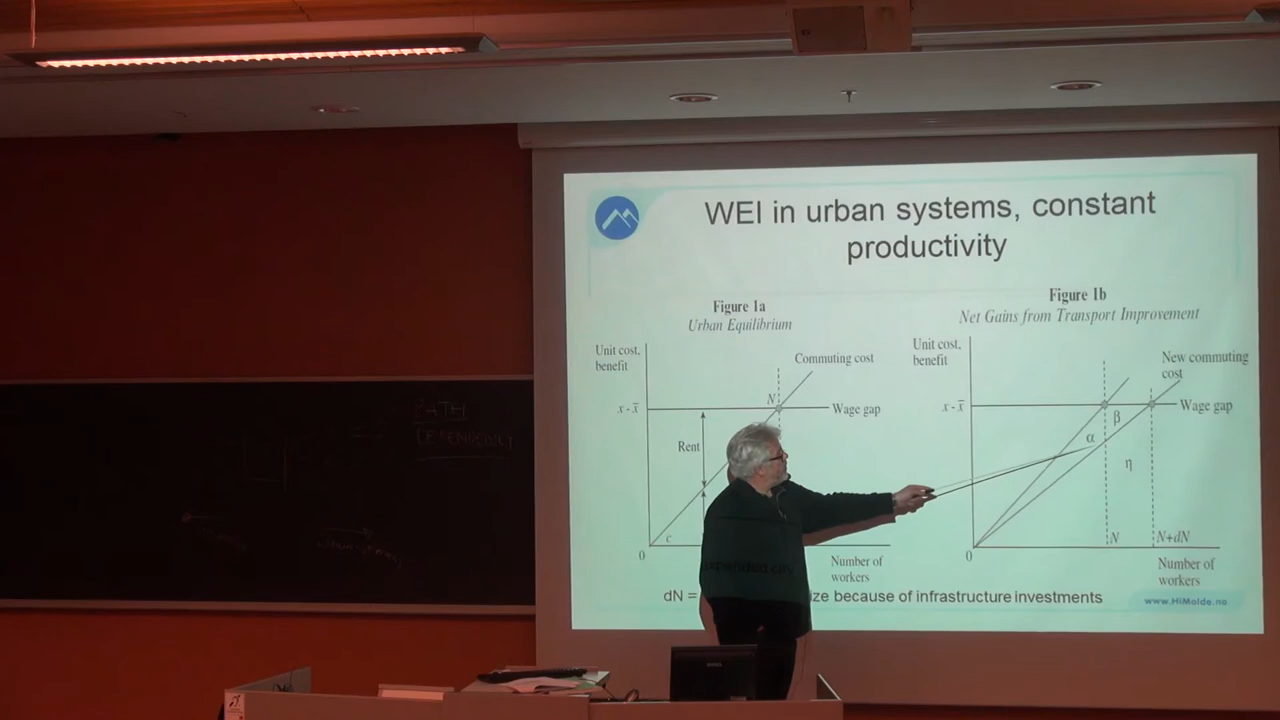 WEI in urban systems, constant
productivity
Figure 1a
Urban Equilibrium
Unit cost,
benefit
Commuting cost
N
x - x̄
Wage gap
Rent
c
0
Number of
workers
Figure 1b
Net Gains from Transport Improvement
Unit cost,
benefit
New commuting
cost
x - x̄
Wage gap
β
α
η
N
N+dN
0
Number of
workers
dN = ize because of infrastructure investments
www.HiMolde.no
PATH
DEPENDENCY